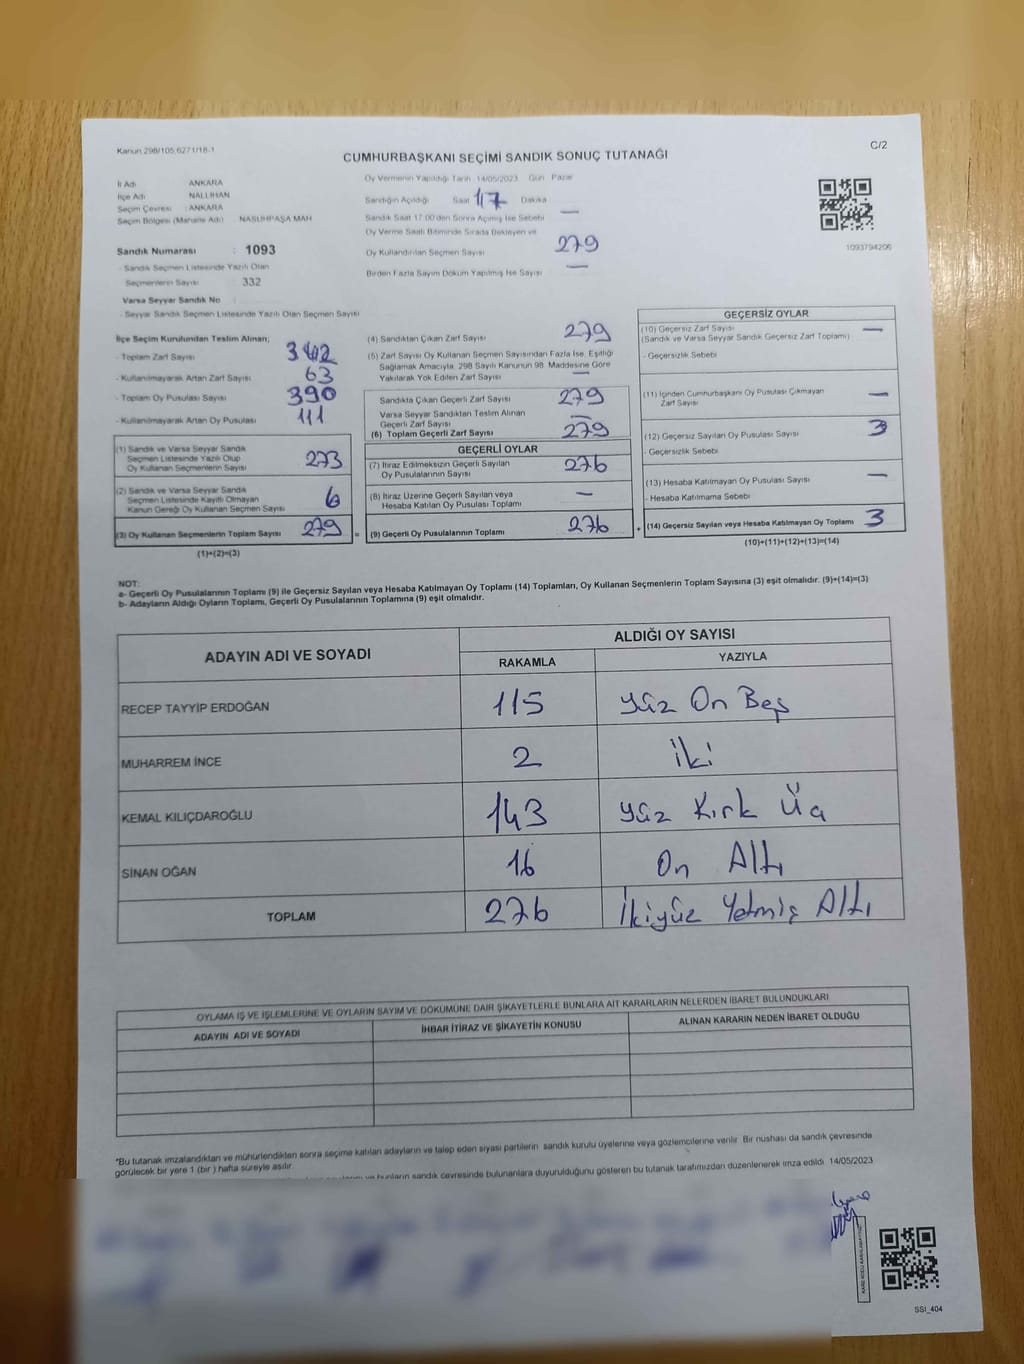 Kanun 298/105,6271/18-1
C/2
CUMHURBAŞKANI SEÇİMİ SANDIK SONUÇ TUTANAĞI
İl Adı : ANKARA
İlçe Adı : NALLIHAN
Seçim Çevresi : ANKARA
Seçim Bölgesi (Mahalle Adı) : NASUHPAŞA MAH
Sandık Numarası : 1093
- Sandık Seçmen Listesinde Yazılı Olan
Seçmenlerin Sayısı : 332
Varsa Seyyar Sandık No :
- Seyyar Sandık Seçmen Listesinde Yazılı Olan Seçmen Sayısı
Oy Vermenin Yapıldığı Tarih 14/05/2023 Gün Pazar
Sandığın Açıldığı Saat 17 Dakika
Sandık Saat 17.00'den Sonra Açılmış İse Sebebi —
Oy Verme Saati Bitiminde Sırada Bekleyen ve
Oy Kullandırılan Seçmen Sayısı 279
Birden Fazla Sayım Döküm Yapılmış İse Sayısı —
1093794206
İlçe Seçim Kurulundan Teslim Alınan;
- Toplam Zarf Sayısı 342
- Kullanılmayarak Artan Zarf Sayısı 63
- Toplam Oy Pusulası Sayısı 390
- Kullanılmayarak Artan Oy Pusulası 111
(1) Sandık ve Varsa Seyyar Sandık
Seçmen Listesinde Yazılı Olup
Oy Kullanan Seçmenlerin Sayısı 273
(2) Sandık ve Varsa Seyyar Sandık
Seçmen Listesinde Kayıtlı Olmayan
Kanun Gereği Oy Kullanan Seçmen Sayısı 6
(3) Oy Kullanan Seçmenlerin Toplam Sayısı 279 =
(1)+(2)=(3)
(4) Sandıktan Çıkan Zarf Sayısı 279
(5) Zarf Sayısı Oy Kullanan Seçmen Sayısından Fazla İse, Eşitliği
Sağlamak Amacıyla, 298 Sayılı Kanunun 98. Maddesine Göre
Yakılarak Yok Edilen Zarf Sayısı —
Sandıkta Çıkan Geçerli Zarf Sayısı 279
Varsa Seyyar Sandıktan Teslim Alınan
Geçerli Zarf Sayısı —
(6) Toplam Geçerli Zarf Sayısı 279
GEÇERLİ OYLAR
(7) İtiraz Edilmeksizin Geçerli Sayılan
Oy Pusulalarının Sayısı 276
(8) İtiraz Üzerine Geçerli Sayılan veya
Hesaba Katılan Oy Pusulası Toplamı —
(9) Geçerli Oy Pusulalarının Toplamı 276 +
GEÇERSİZ OYLAR
(10) Geçersiz Zarf Sayısı —
(Sandık ve Varsa Seyyar Sandık Geçersiz Zarf Toplamı)
- Geçersizlik Sebebi
(11) İçinden Cumhurbaşkanı Oy Pusulası Çıkmayan
Zarf Sayısı —
(12) Geçersiz Sayılan Oy Pusulası Sayısı 3
- Geçersizlik Sebebi
(13) Hesaba Katılmayan Oy Pusulası Sayısı —
- Hesaba Katılmama Sebebi
(14) Geçersiz Sayılan veya Hesaba Katılmayan Oy Toplamı 3
(10)+(11)+(12)+(13)=(14)
NOT:
a- Geçerli Oy Pusulalarının Toplamı (9) ile Geçersiz Sayılan veya Hesaba Katılmayan Oy Toplamı (14) Toplamları, Oy Kullanan Seçmenlerin Toplam Sayısına (3) eşit olmalıdır. (9)+(14)=(3)
b- Adayların Aldığı Oyların Toplamı, Geçerli Oy Pusulalarının Toplamına (9) eşit olmalıdır.
ADAYIN ADI VE SOYADI
ALDIĞI OY SAYISI
RAKAMLA YAZIYLA
RECEP TAYYİP ERDOĞAN 115 Yüz On Beş
MUHARREM İNCE 2 İki
KEMAL KILIÇDAROĞLU 143 Yüz Kırk Üç
SİNAN OĞAN 16 On Altı
TOPLAM 276 İkiyüz Yetmiş Altı
OYLAMA İŞ VE İŞLEMLERİNE VE OYLARIN SAYIM VE DÖKÜMÜNE DAİR ŞİKAYETLERLE BUNLARA AİT KARARLARIN NELERDEN İBARET BULUNDUKLARI
ADAYIN ADI VE SOYADI İHBAR İTİRAZ VE ŞİKAYETİN KONUSU ALINAN KARARIN NEDEN İBARET OLDUĞU
*Bu tutanak imzalandıktan ve mühürlendikten sonra seçime katılan adayların ve talep eden siyasi partilerin sandık kurulu üyelerine veya gözlemcilerine verilir. Bir nüshası da sandık çevresinde
görülecek bir yere 1 (bir) hafta süreyle asılır.
ve bunların sandık çevresinde bulunanlara duyurulduğunu gösteren bu tutanak tarafımızdan düzenlenerek imza edildi. 14/05/2023
SSI_404